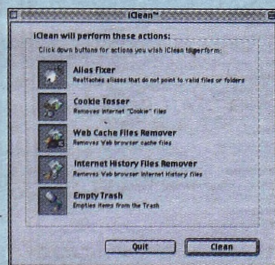 iClean™
iClean will perform these actions:
Click down buttons for actions you wish iClean to perform:
Alias Fixer
Reattaches aliases that do not point to valid files or folders
Cookie Tosser
Removes internet "Cookie" files
Web Cache Files Remover
Removes Web browser cache files
Internet History Files Remover
Removes Web browser Internet History files
Empty Trash
Empties items from the Trash
Quit
Clean